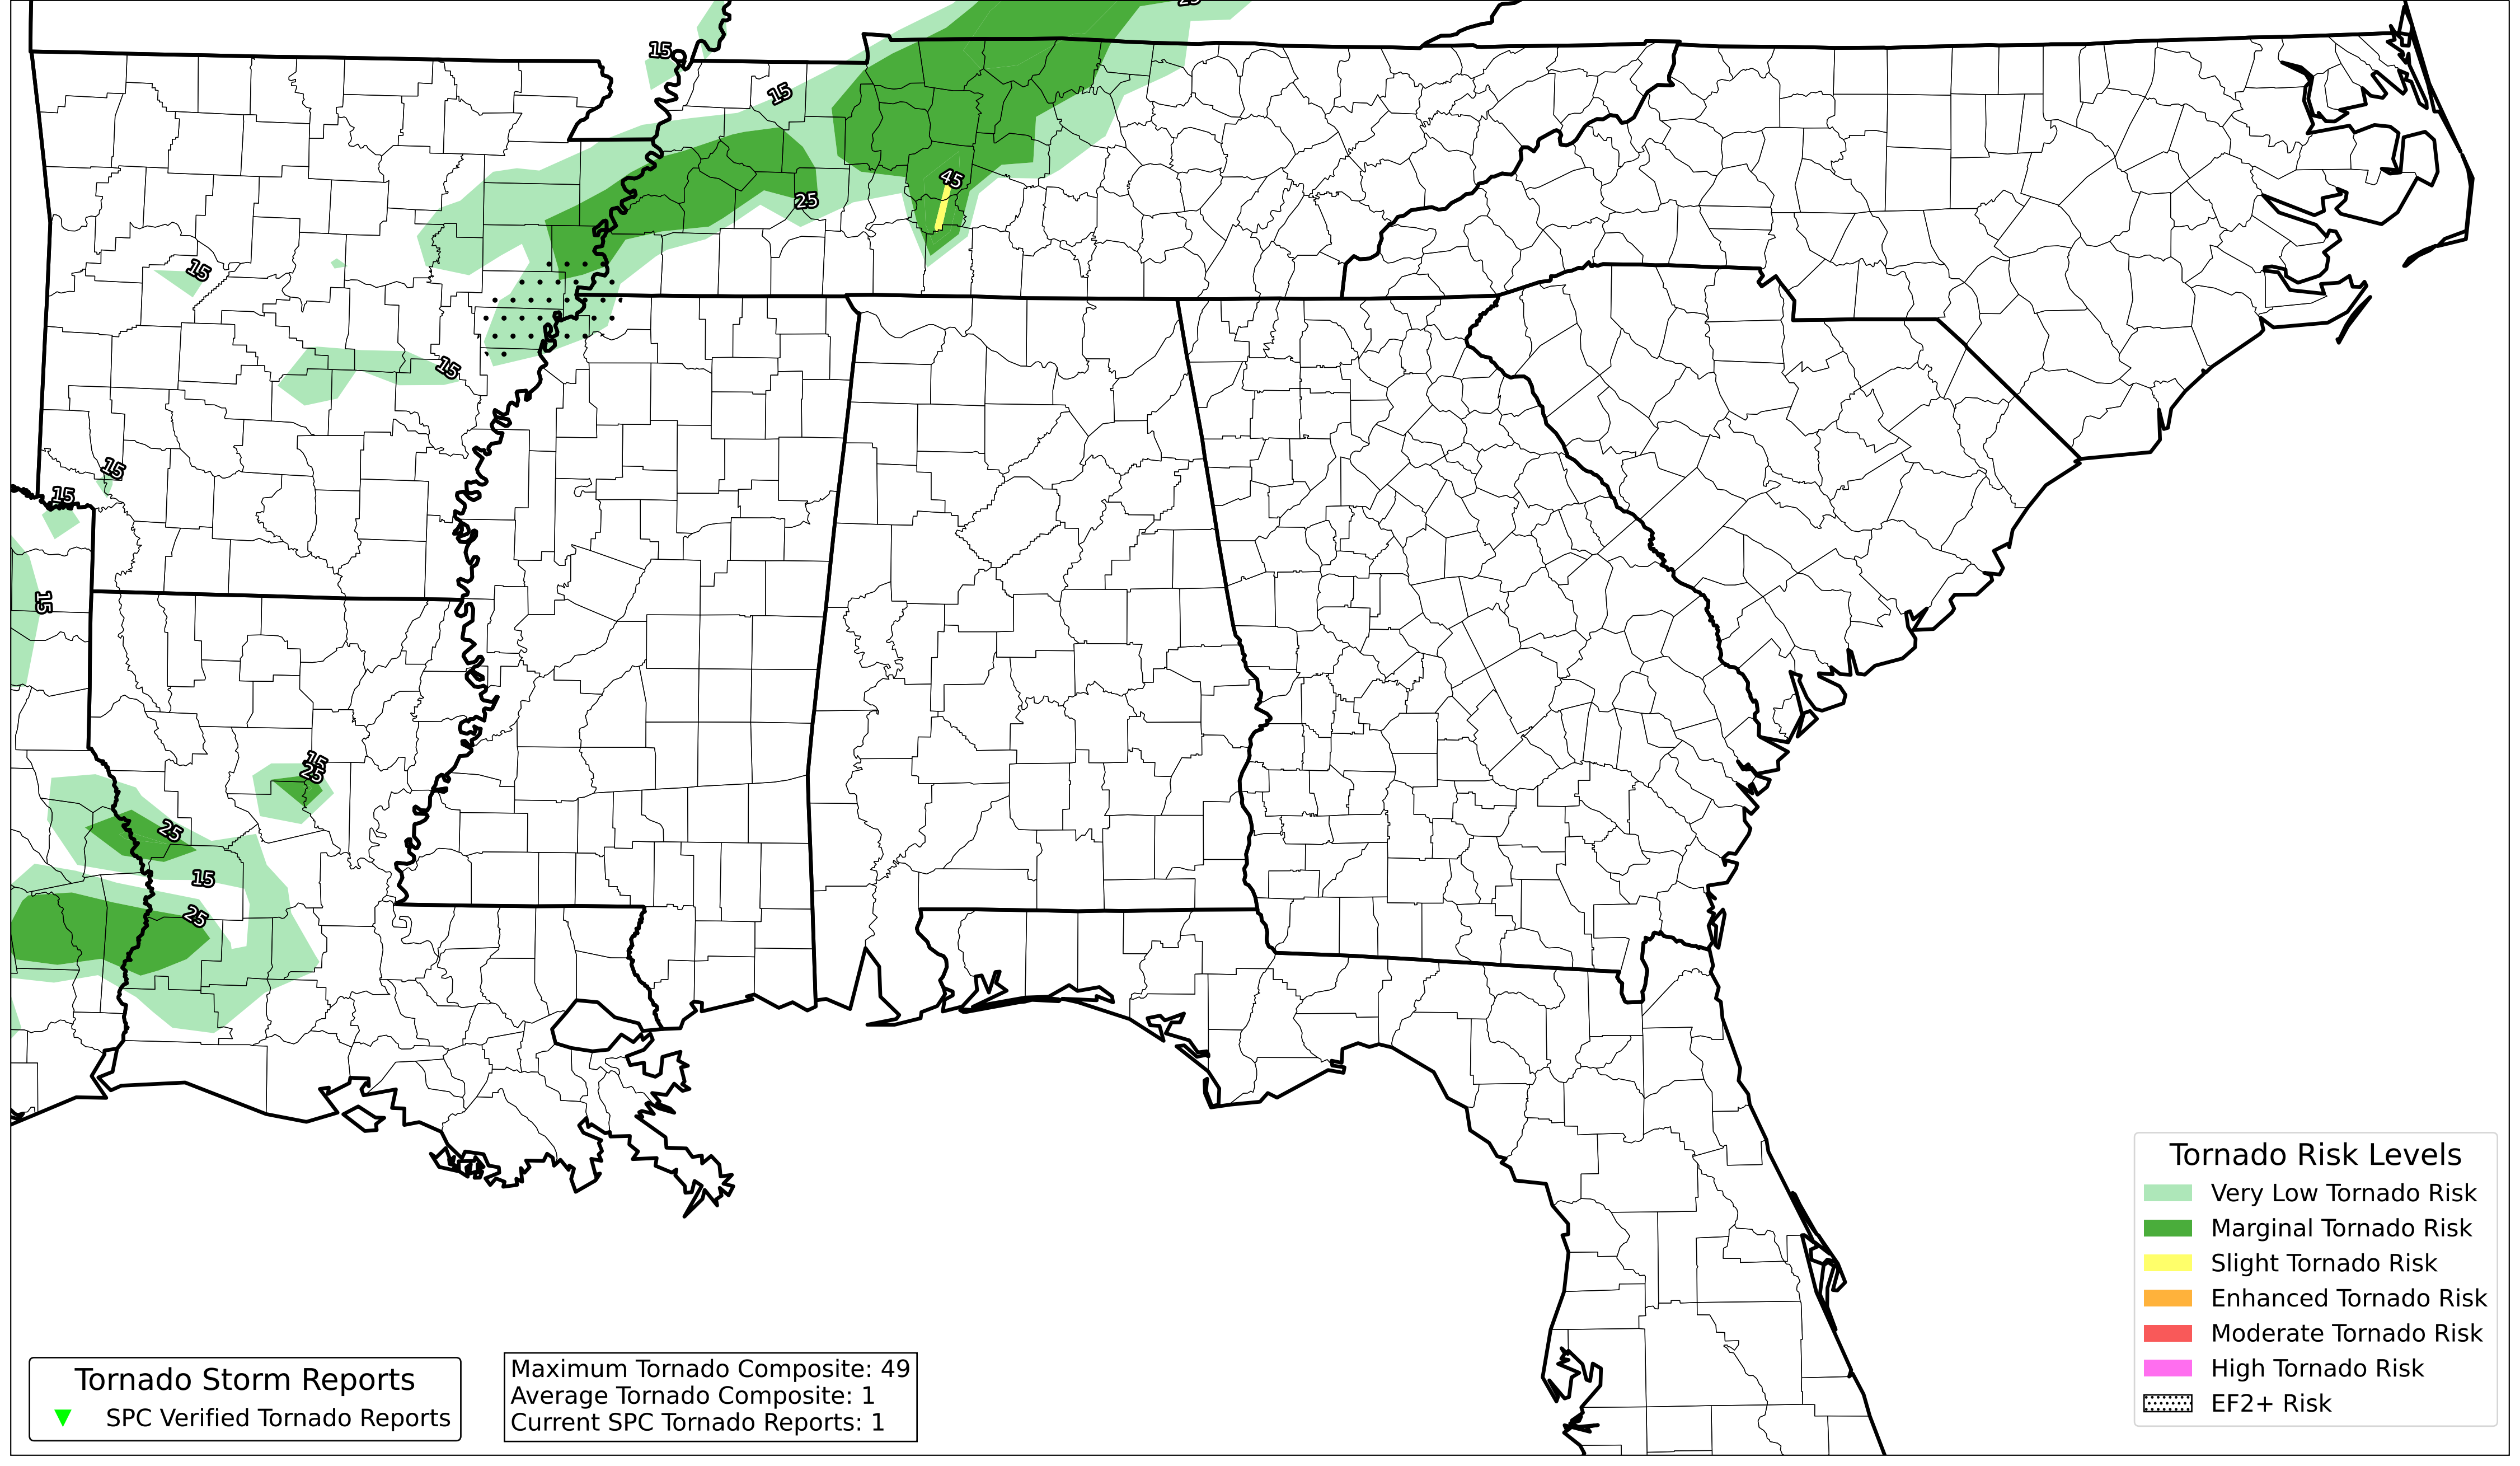 25
15
15
45
25
15
15
15
15
15
15
25
25
15
25
Tornado Risk Levels
Very Low Tornado Risk
Marginal Tornado Risk
Slight Tornado Risk
Enhanced Tornado Risk
Moderate Tornado Risk
High Tornado Risk
EF2+ Risk
Tornado Storm Reports
SPC Verified Tornado Reports
Maximum Tornado Composite: 49
Average Tornado Composite: 1
Current SPC Tornado Reports: 1